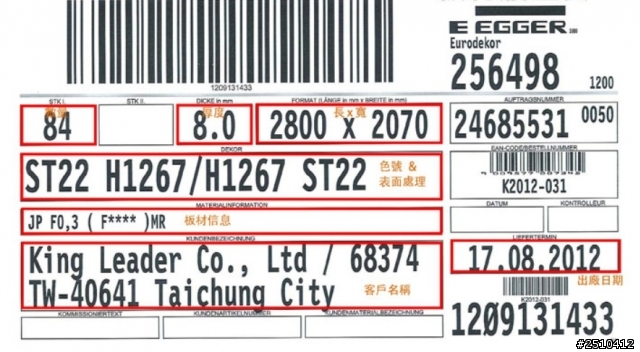 E EGGER
Eurodekor
256498 1200
1209131433
STK I.
數量
84
STK II.
DICKE in mm
厚度
8.0
FORMAT (LÄNGE in mm x BREITE in mm)
長x寬
2800 x 2070
AUFTRAGSNUMMER
24685531 0050
DEKOR
ST22 H1267/H1267 ST22
色號 &
表面處理
EAN-CODE/BESTELLNUMMER
K2012-031
MATERIALINFORMATION
JP F0,3 ( F**** )MR
板材信息
DATUM
KONTROLLEUR
KUNDENBEZEICHNUNG
King Leader Co., Ltd / 68374
TW-40641 Taichung City
客戶名稱
LIEFERTERMIN
17.08.2012
出廠日期
KOMMISSIONIERTEXT
KUNDENARTIKELNUMMER
KUNDENMATERIALBEZEICHNUNG
K2012-031
1209131433
#2510412